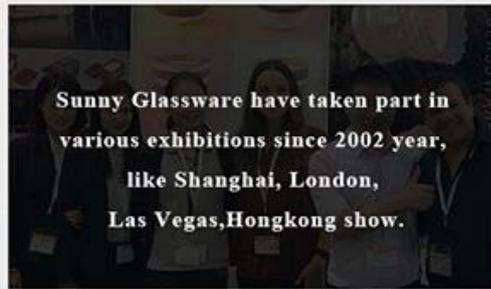 Sunny Glassware have taken part in
various exhibitions since 2002 year,
like Shanghai, London,
Las Vegas,Hongkong show.